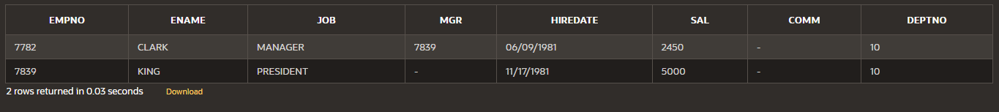 EMPNO ENAME JOB MGR HIREDATE SAL COMM DEPTNO
7782 CLARK MANAGER 7839 06/09/1981 2450 - 10
7839 KING PRESIDENT - 11/17/1981 5000 - 10
2 rows returned in 0.03 seconds Download